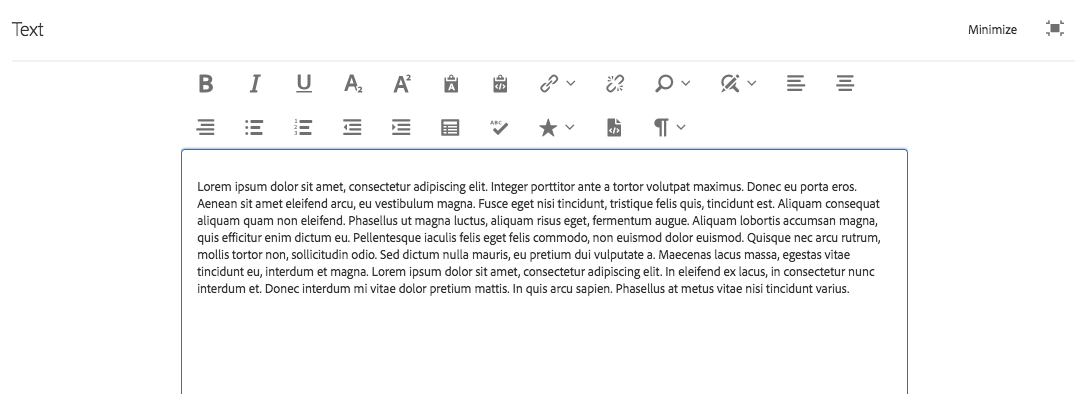 Text
Minimize
B I U A2 A2 A
1
2
3
ABC
Lorem ipsum dolor sit amet, consectetur adipiscing elit. Integer porttitor ante a tortor volutpat maximus. Donec eu porta eros.
Aenean sit amet eleifend arcu, eu vestibulum magna. Fusce eget nisi tincidunt, tristique felis quis, tincidunt est. Aliquam consequat
aliquam quam non eleifend. Phasellus ut magna luctus, aliquam risus eget, fermentum augue. Aliquam lobortis accumsan magna,
quis efficitur enim dictum eu. Pellentesque iaculis felis eget felis commodo, non euismod dolor euismod. Quisque nec arcu rutrum,
mollis tortor non, sollicitudin odio. Sed dictum nulla mauris, eu pretium dui vulputate a. Maecenas lacus massa, egestas vitae
tincidunt eu, interdum et magna. Lorem ipsum dolor sit amet, consectetur adipiscing elit. In eleifend ex lacus, in consectetur nunc
interdum et. Donec interdum mi vitae dolor pretium mattis. In quis arcu sapien. Phasellus at metus vitae nisi tincidunt varius.